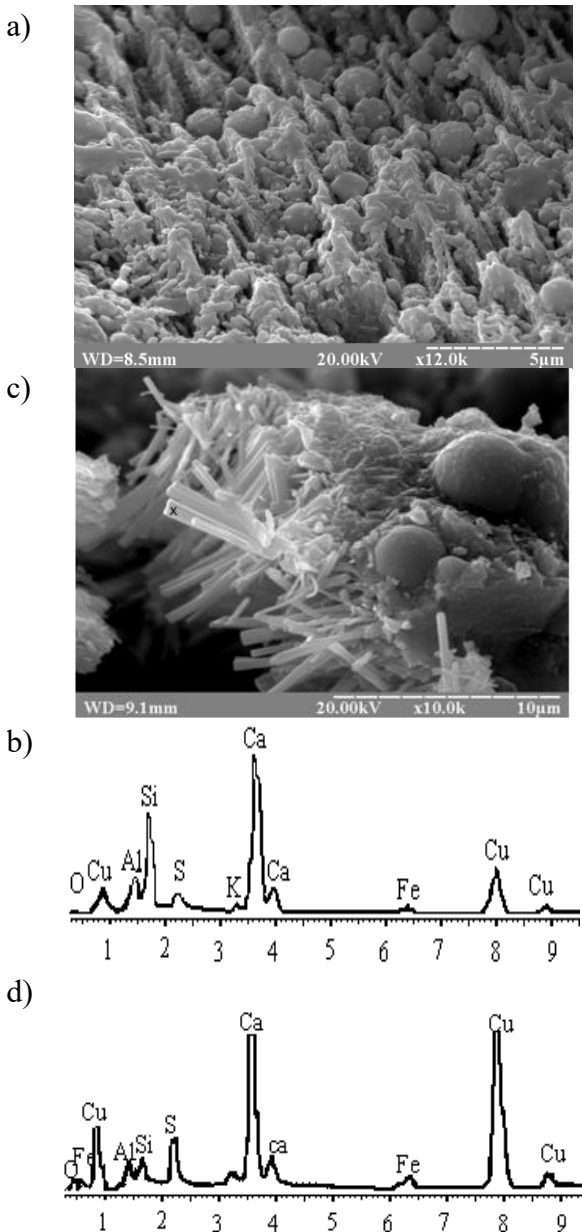 a)
WD=8.5mm 20.00kV x12.0k 5µm
c)
x
WD=9.1mm 20.00kV x10.0k 10µm
b)
Ca
Si
O Cu Al S K Ca Fe Cu Cu
1 2 3 4 5 6 7 8 9
d)
Ca Cu
Cu S
O Fe Al Si ca Fe Cu
1 2 3 4 5 6 7 8 9